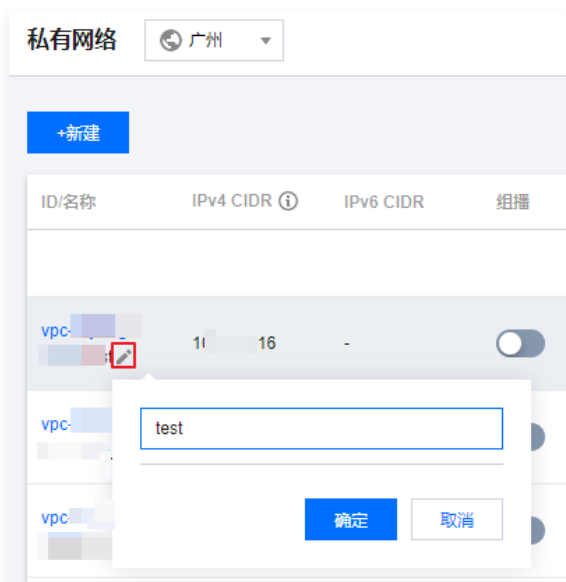 私有网络 广州
+新建
ID/名称 IPv4 CIDR IPv6 CIDR 组播
vpc-
16 -
test
vpc-
确定 取消
vpc-